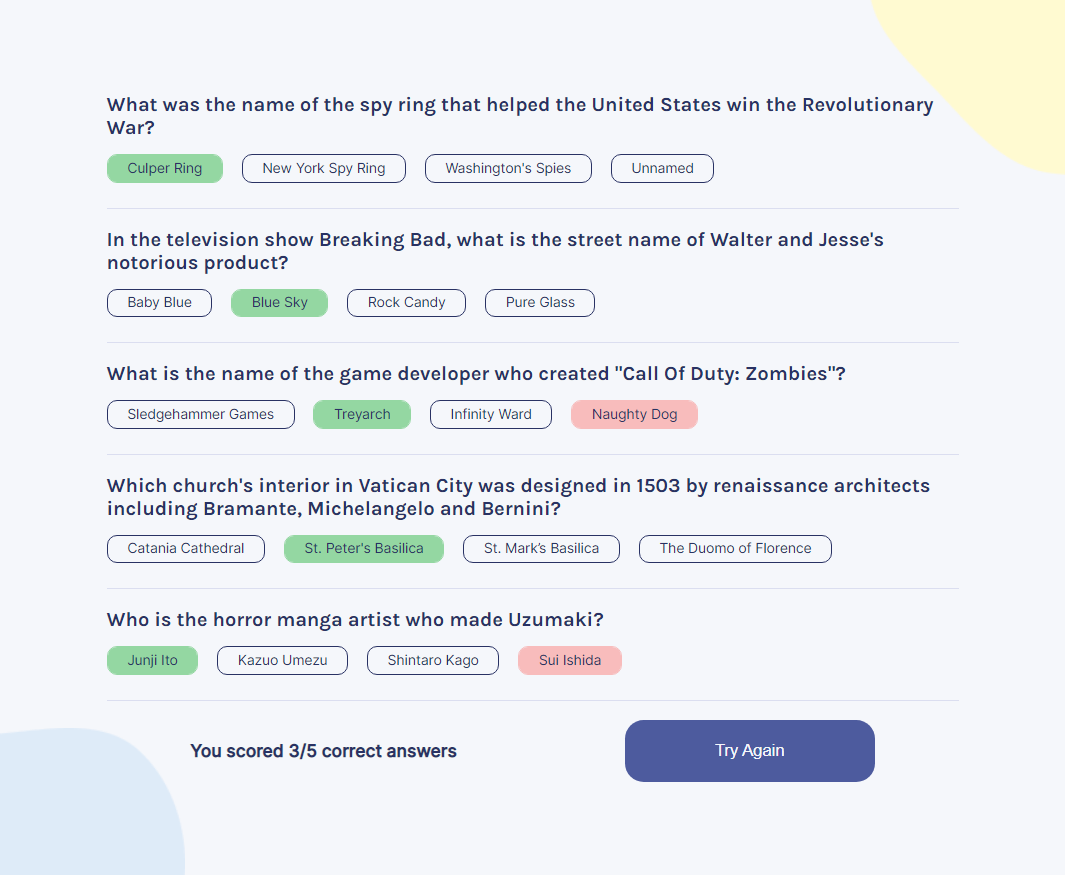 What was the name of the spy ring that helped the United States win the Revolutionary
War?
Culper Ring New York Spy Ring Washington's Spies Unnamed
In the television show Breaking Bad, what is the street name of Walter and Jesse's
notorious product?
Baby Blue Blue Sky Rock Candy Pure Glass
What is the name of the game developer who created "Call Of Duty: Zombies"?
Sledgehammer Games Treyarch Infinity Ward Naughty Dog
Which church's interior in Vatican City was designed in 1503 by renaissance architects
including Bramante, Michelangelo and Bernini?
Catania Cathedral St. Peter's Basilica St. Mark’s Basilica The Duomo of Florence
Who is the horror manga artist who made Uzumaki?
Junji Ito Kazuo Umezu Shintaro Kago Sui Ishida
You scored 3/5 correct answers Try Again